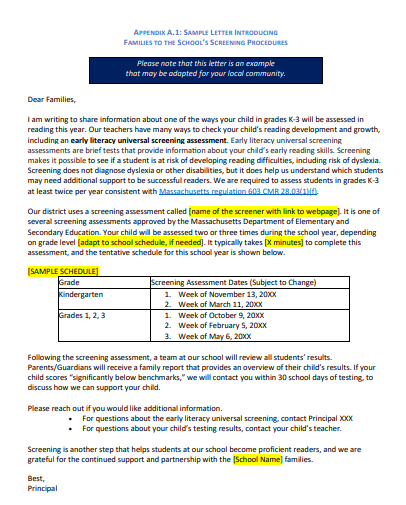 APPENDIX A.1: SAMPLE LETTER INTRODUCING
FAMILIES TO THE SCHOOL'S SCREENING PROCEDURES
Please note that this letter is an example
that may be adapted for your local community.
Dear Families,
I am writing to share information about one of the ways your child in grades K-3 will be assessed in
reading this year. Our teachers have many ways to check your child's reading development and growth,
including an early literacy universal screening assessment. Early literacy universal screening
assessments are brief tests that provide information about your child's early reading skills. Screening
makes it possible to see if a student is at risk of developing reading difficulties, including risk of dyslexia.
Screening does not diagnose dyslexia or other disabilities, but it does help us understand which students
may need additional support to be successful readers. We are required to assess students in grades K-3
at least twice per year consistent with Massachusetts regulation 603 CMR 28.03(1)(f).
Our district uses a screening assessment called [name of the screener with link to webpage]. It is one of
several screening assessments approved by the Massachusetts Department of Elementary and
Secondary Education. Your child will be assessed two or three times during the school year, depending
on grade level [adapt to school schedule, if needed]. It typically takes [X minutes] to complete this
assessment, and the tentative schedule for this school year is shown below.
[SAMPLE SCHEDULE]
Grade Screening Assessment Dates (Subject to Change)
Kindergarten 1. Week of November 13, 20XX
2. Week of March 11, 20XX
Grades 1, 2, 3 1. Week of October 9, 20XX
2. Week of February 5, 20XX
3. Week of May 6, 20XX
Following the screening assessment, a team at our school will review all students' results.
Parents/Guardians will receive a family report that provides an overview of their child's results. If your
child scores "significantly below benchmarks," we will contact you within 30 school days of testing, to
discuss how we can support your child.
Please reach out if you would like additional information.
• For questions about the early literacy universal screening, contact Principal XXX
• For questions about your child's testing results, contact your child's teacher.
Screening is another step that helps students at our school become proficient readers, and we are
grateful for the continued support and partnership with the [School Name] families.
Best,
Principal